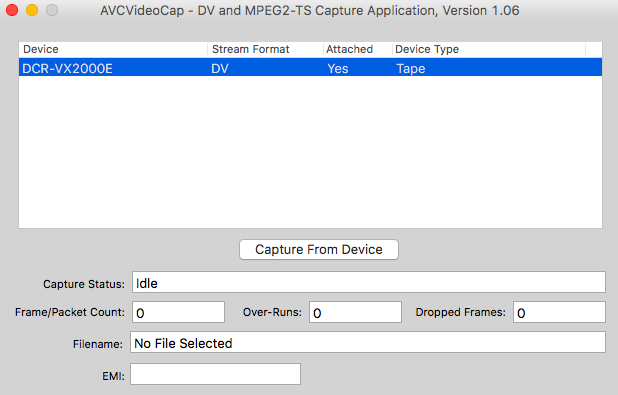 AVCVideoCap - DV and MPEG2-TS Capture Application, Version 1.06
Device Stream Format Attached Device Type
DCR-VX2000E DV Yes Tape
Capture From Device
Capture Status: Idle
Frame/Packet Count: 0 Over-Runs: 0 Dropped Frames: 0
Filename: No File Selected
EMI: